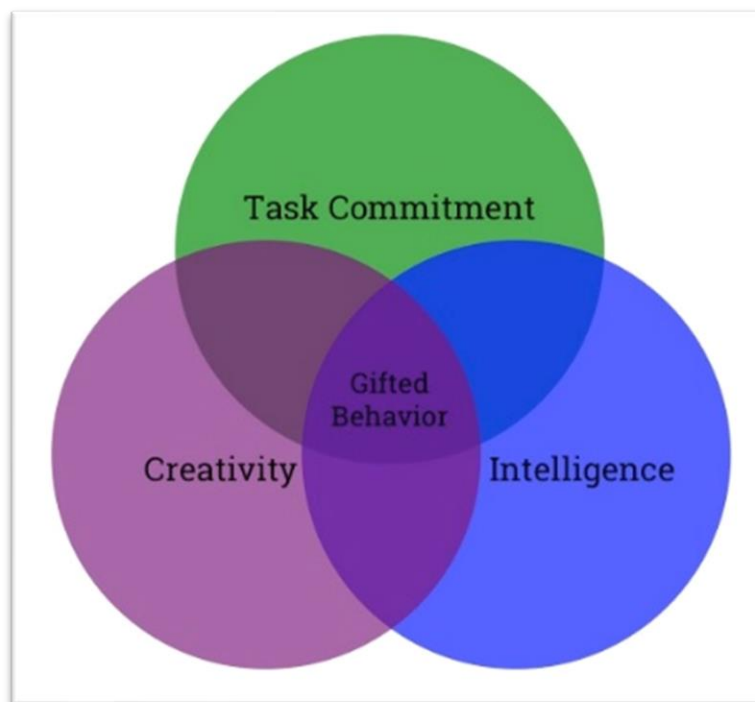 Task Commitment
Gifted
Behavior
Creativity
Intelligence